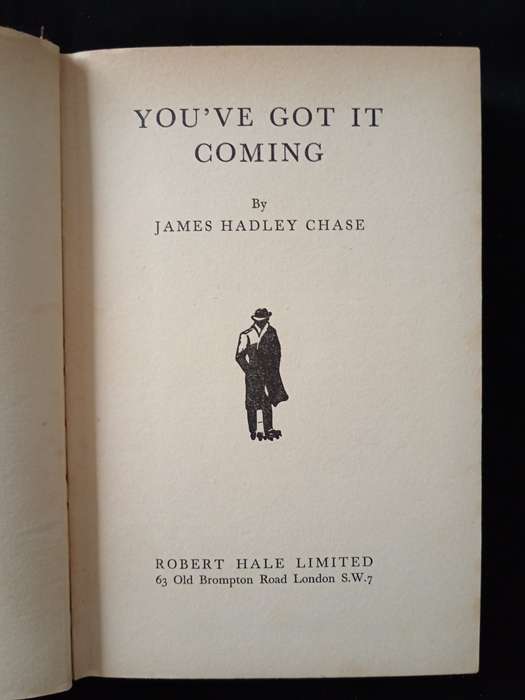 YOU'VE GOT IT
COMING
By
JAMES HADLEY CHASE
ROBERT HALE LIMITED
63 Old Brompton Road London S.W.7